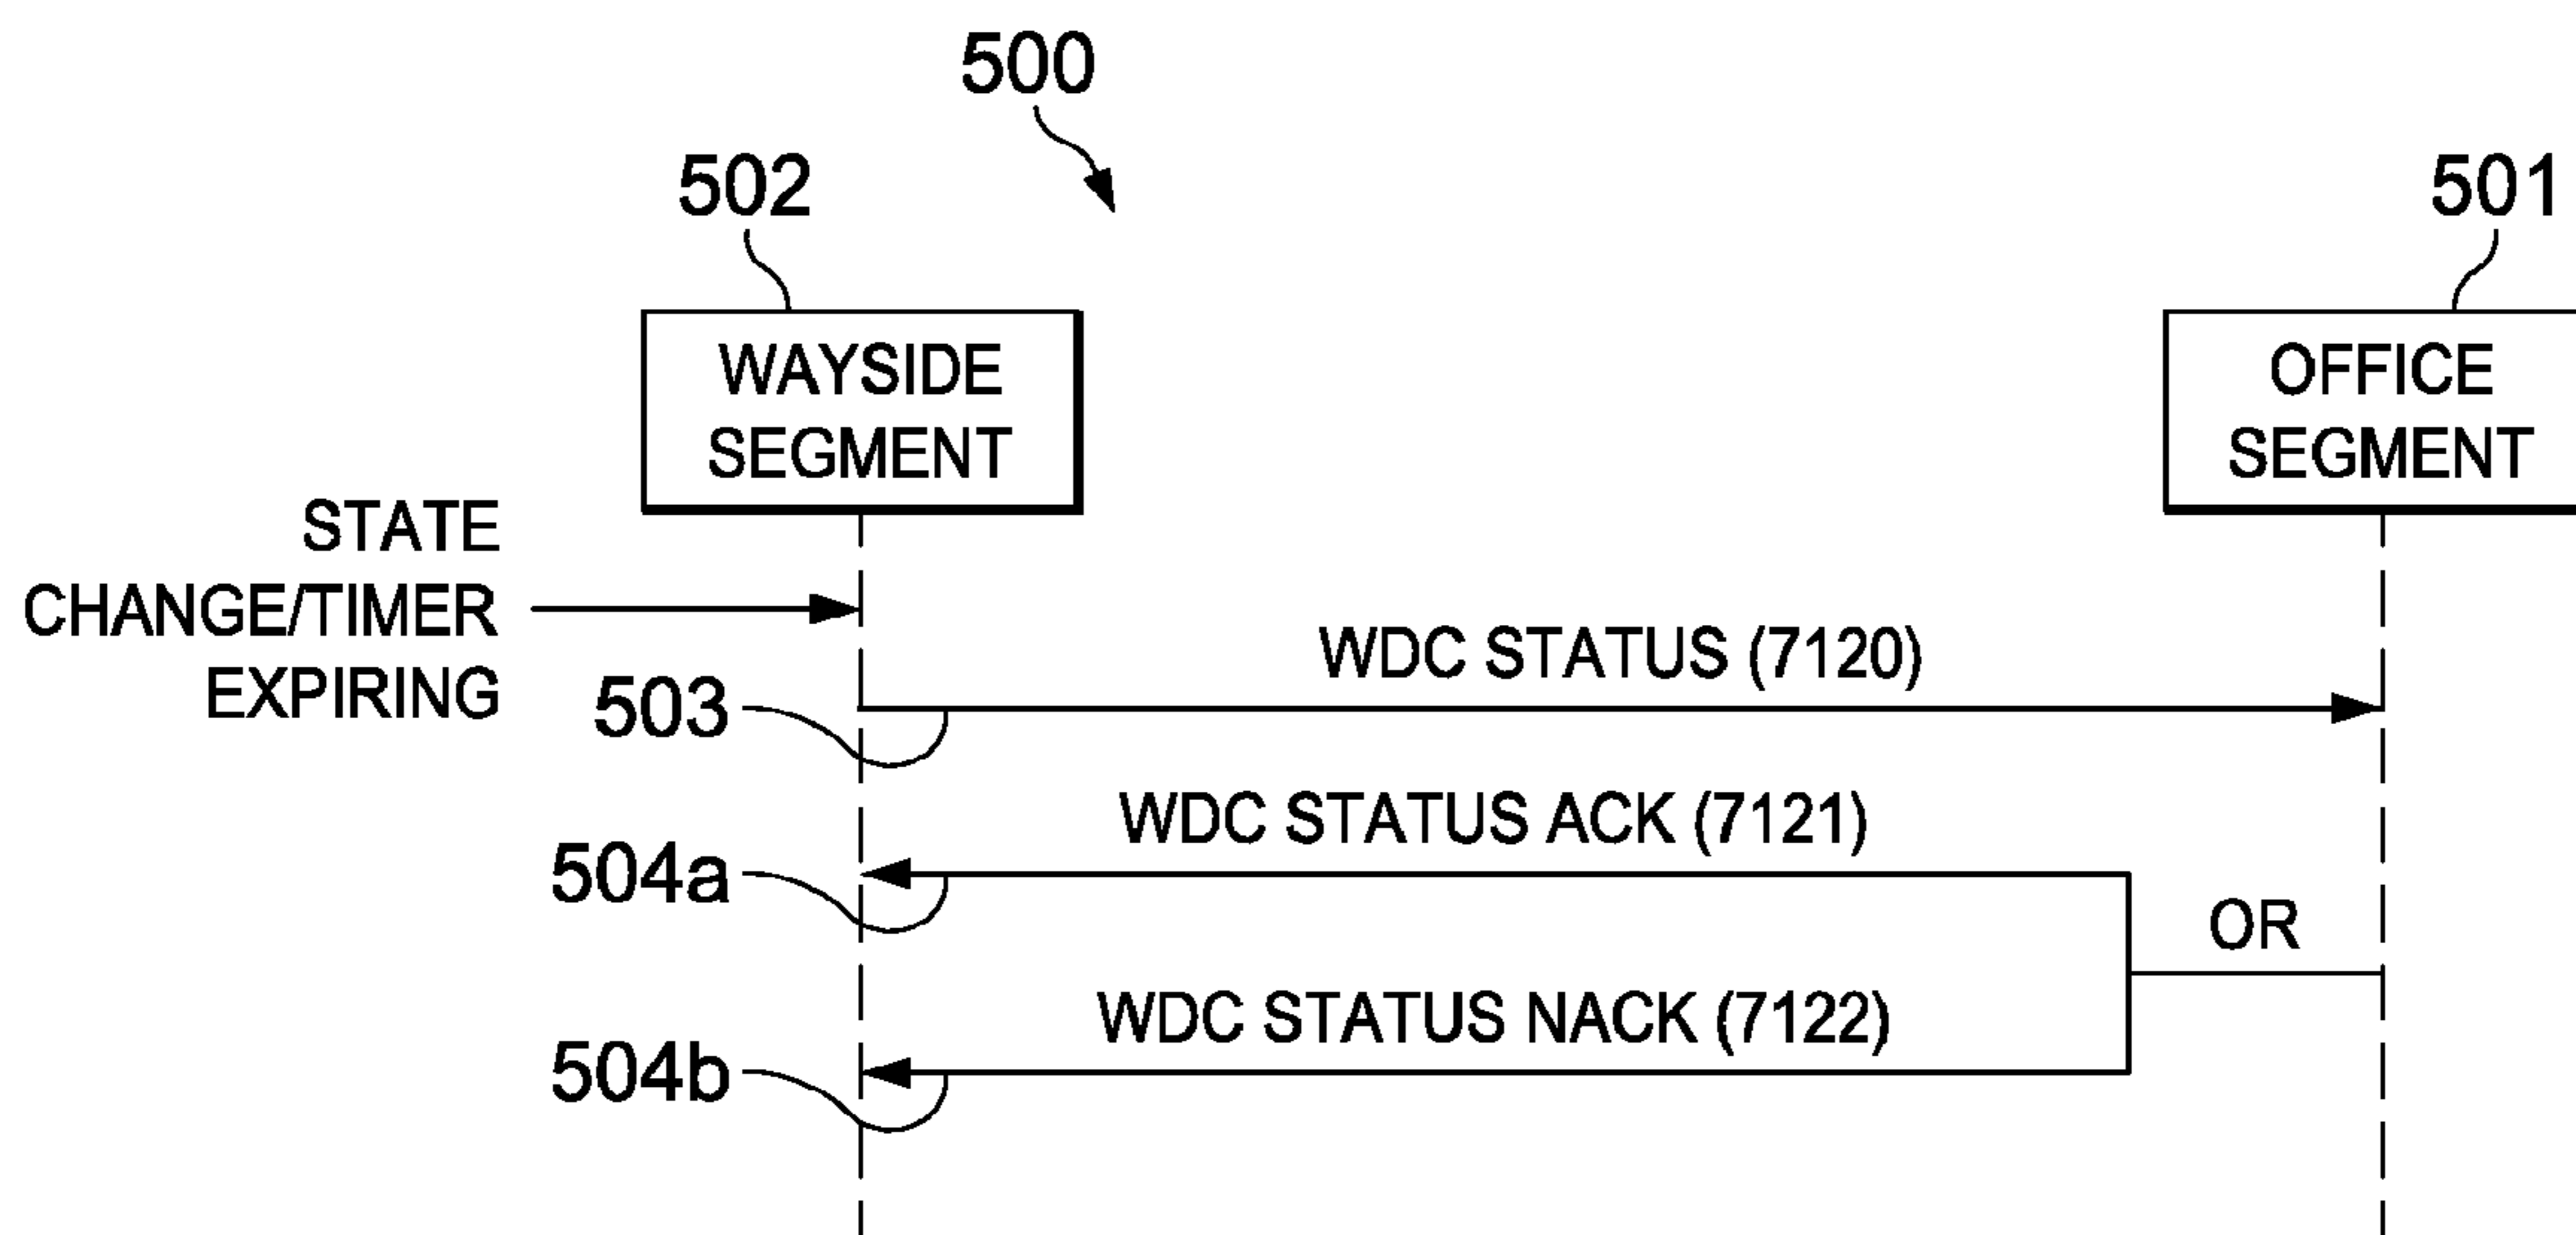 500
502
501
WAYSIDE
SEGMENT
OFFICE
SEGMENT
STATE
CHANGE/TIMER
EXPIRING
WDC STATUS (7120)
503
WDC STATUS ACK (7121)
504a
OR
WDC STATUS NACK (7122)
504b